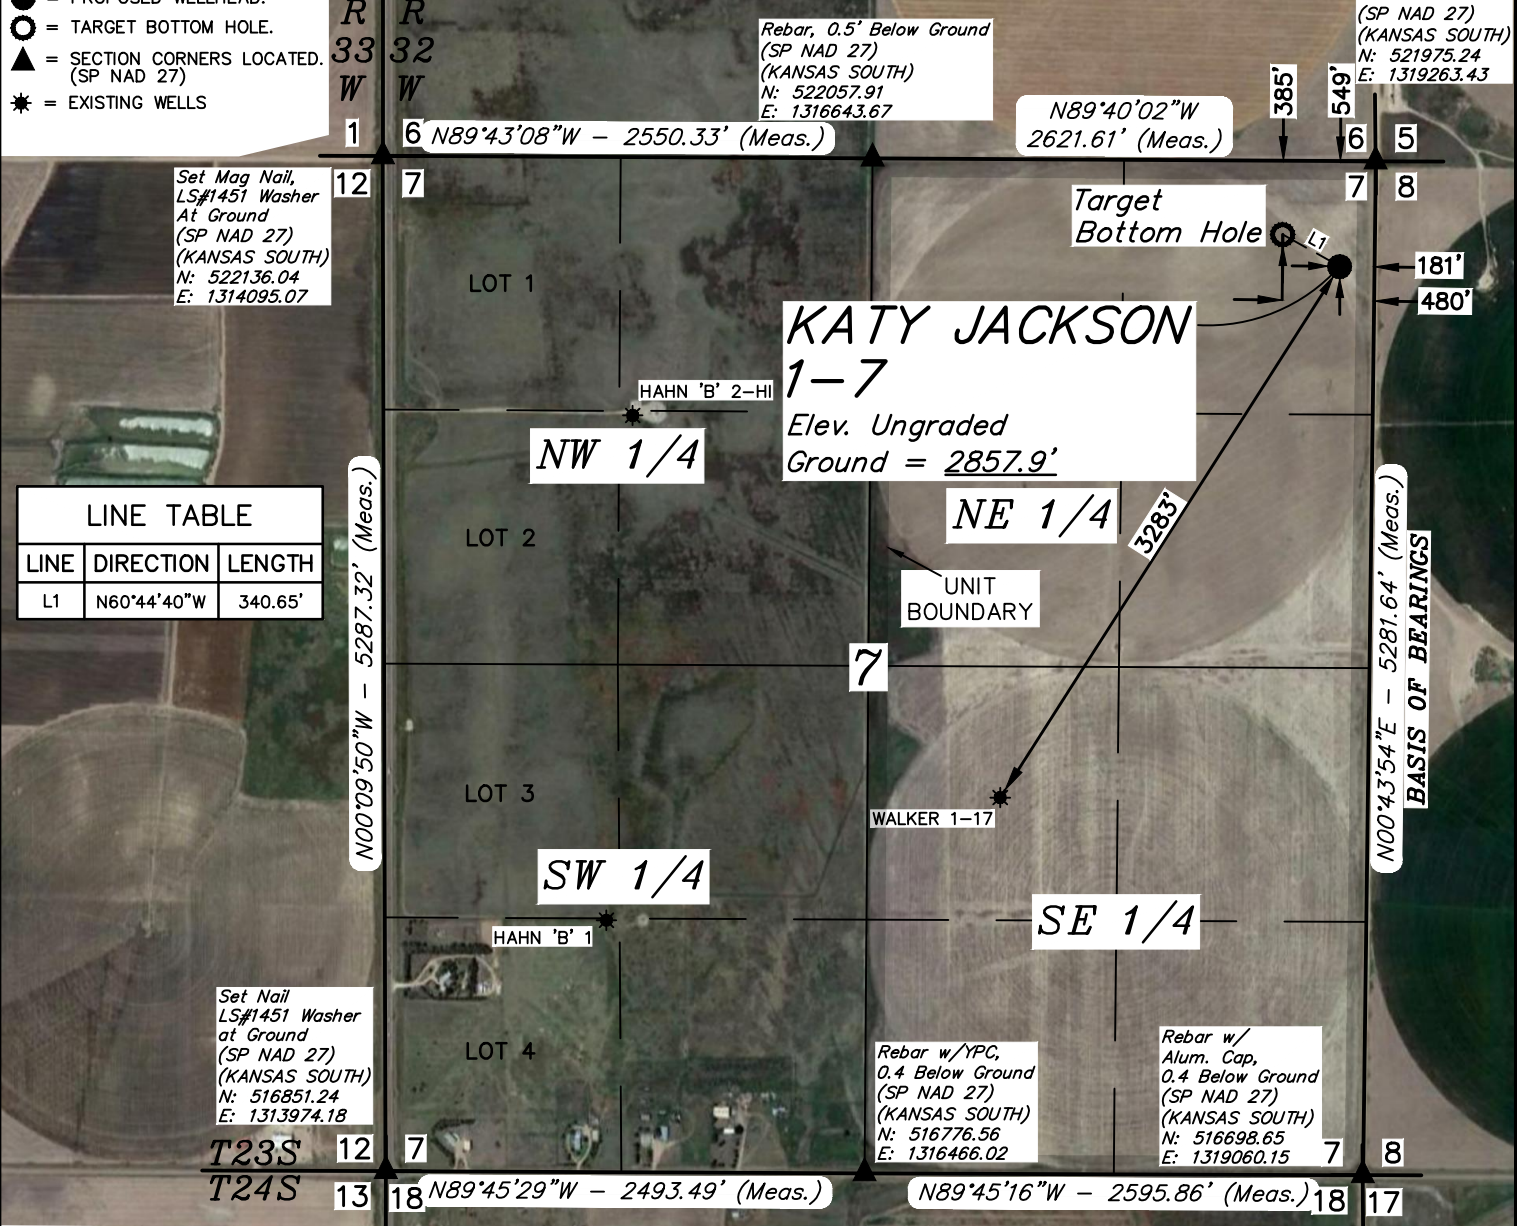 = PROPOSED WELLHEAD.
= TARGET BOTTOM HOLE.
= SECTION CORNERS LOCATED.
(SP NAD 27)
= EXISTING WELLS
R R
33 32
W W
Rebar, 0.5' Below Ground
(SP NAD 27)
(KANSAS SOUTH)
N: 522057.91
E: 1316643.67
(SP NAD 27)
(KANSAS SOUTH)
N: 521975.24
E: 1319263.43
385'
549'
1 6
N89°43'08"W - 2550.33' (Meas.)
N89°40'02"W
2621.61' (Meas.)
6 5
12 7
7 8
Set Mag Nail,
LS#1451 Washer
At Ground
(SP NAD 27)
(KANSAS SOUTH)
N: 522136.04
E: 1314095.07
Target
Bottom Hole
L1
181'
480'
LOT 1
KATY JACKSON
1-7
Elev. Ungraded
Ground = 2857.9'
HAHN 'B' 2-HI
NW 1/4
NE 1/4
3283'
LINE TABLE
LINE DIRECTION LENGTH
L1 N60°44'40"W 340.65'
N00°09'50"W - 5287.32' (Meas.)
LOT 2
UNIT
BOUNDARY
N00°43'54"E - 5281.64' (Meas.)
BASIS OF BEARINGS
7
LOT 3
WALKER 1-17
SW 1/4
HAHN 'B' 1
SE 1/4
Set Nail
LS#1451 Washer
at Ground
(SP NAD 27)
(KANSAS SOUTH)
N: 516851.24
E: 1313974.18
LOT 4
Rebar w/YPC,
0.4 Below Ground
(SP NAD 27)
(KANSAS SOUTH)
N: 516776.56
E: 1316466.02
Rebar w/
Alum. Cap,
0.4 Below Ground
(SP NAD 27)
(KANSAS SOUTH)
N: 516698.65
E: 1319060.15
T23S
T24S
12 7
13 18
N89°45'29"W - 2493.49' (Meas.)
N89°45'16"W - 2595.86' (Meas.)
7 8
18 17